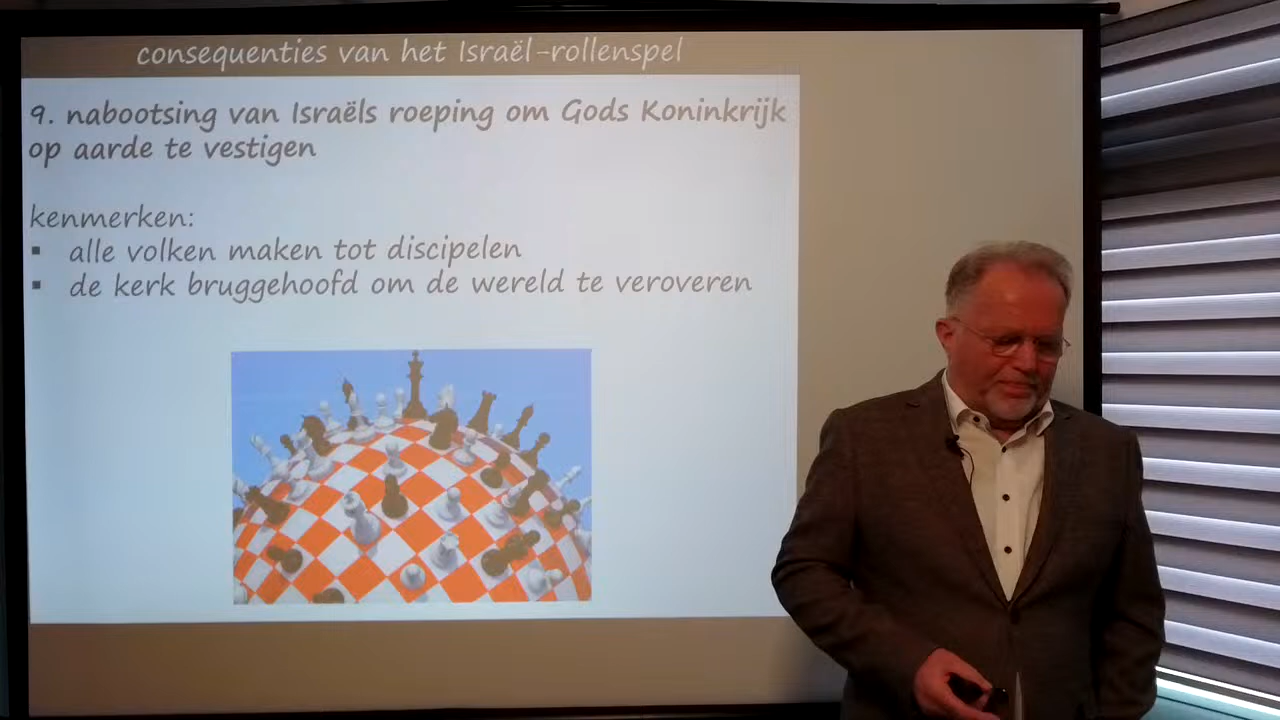 consequenties van het Israël-rollenspel
9. nabootsing van Israëls roeping om Gods Koninkrijk
op aarde te vestigen
kenmerken:
▪ alle volken maken tot discipelen
▪ de kerk bruggehoofd om de wereld te veroveren